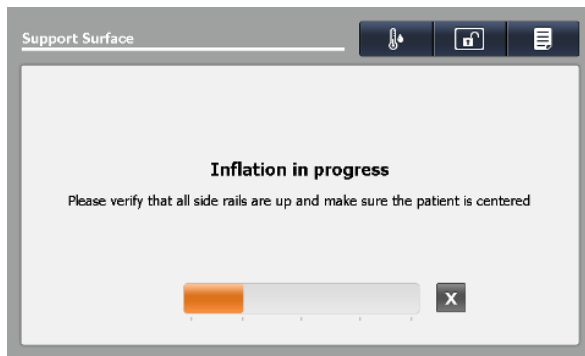 Support Surface
Inflation in progress
Please verify that all side rails are up and make sure the patient is centered
X